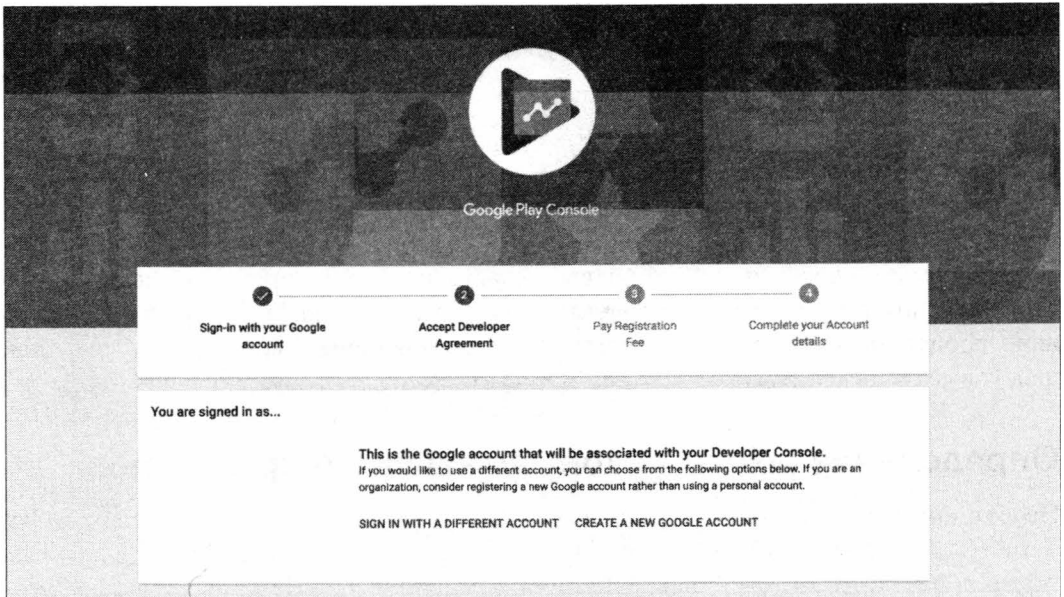 Google Play Console
2
3
4
Sign-in with your Google
account
Accept Developer
Agreement
Pay Registration
Fee
Complete your Account
details
You are signed in as...
This is the Google account that will be associated with your Developer Console.
If you would like to use a different account, you can choose from the following options below. If you are an
organization, consider registering a new Google account rather than using a personal account.
SIGN IN WITH A DIFFERENT ACCOUNT CREATE A NEW GOOGLE ACCOUNT